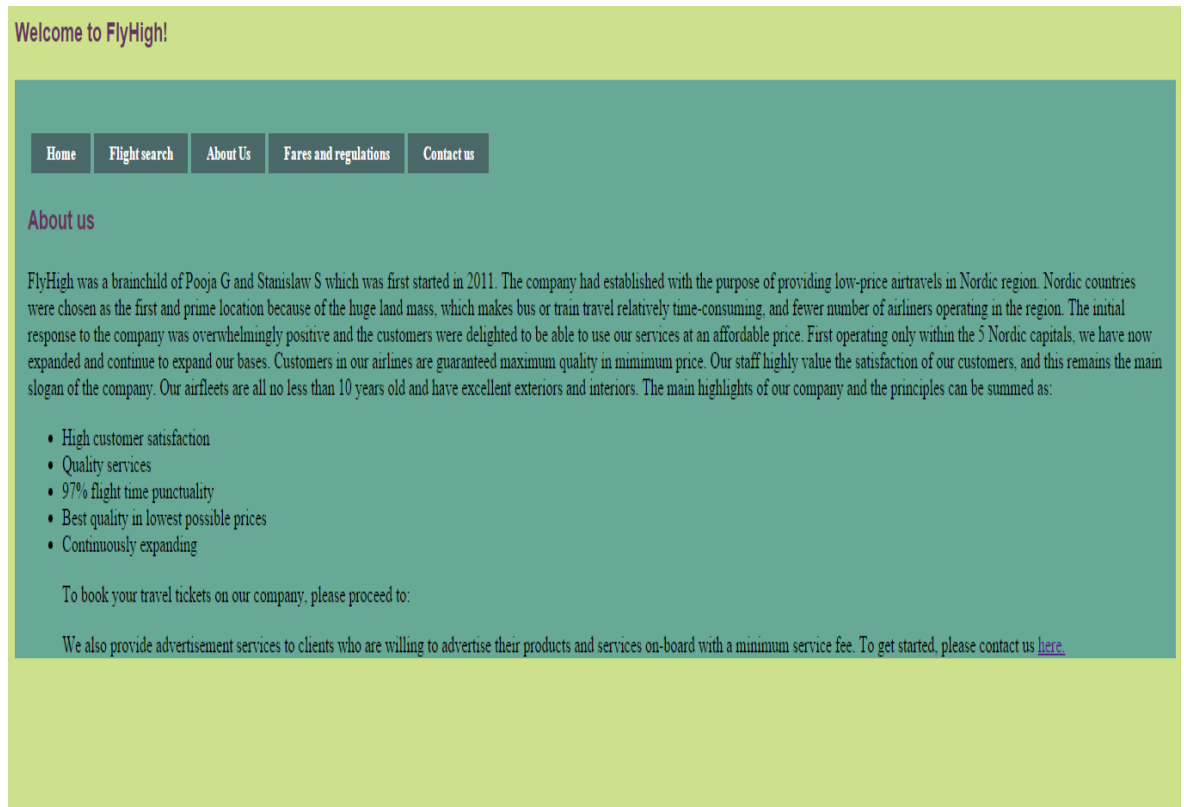 Welcome to FlyHigh!
Home Flight search About Us Fares and regulations Contact us
About us
FlyHigh was a brainchild of Pooja G and Stanislaw S which was first started in 2011. The company had established with the purpose of providing low-price airtravels in Nordic region. Nordic countries
were chosen as the first and prime location because of the huge land mass, which makes bus or train travel relatively time-consuming, and fewer number of airliners operating in the region. The initial
response to the company was overwhelmingly positive and the customers were delighted to be able to use our services at an affordable price. First operating only within the 5 Nordic capitals, we have now
expanded and continue to expand our bases. Customers in our airlines are guaranteed maximum quality in mimimum price. Our staff highly value the satisfaction of our customers, and this remains the main
slogan of the company. Our airfleets are all no less than 10 years old and have excellent exteriors and interiors. The main highlights of our company and the principles can be summed as:
• High customer satisfaction
• Quality services
• 97% flight time punctuality
• Best quality in lowest possible prices
• Continuously expanding
To book your travel tickets on our company, please proceed to:
We also provide advertisement services to clients who are willing to advertise their products and services on-board with a minimum service fee. To get started, please contact us here.